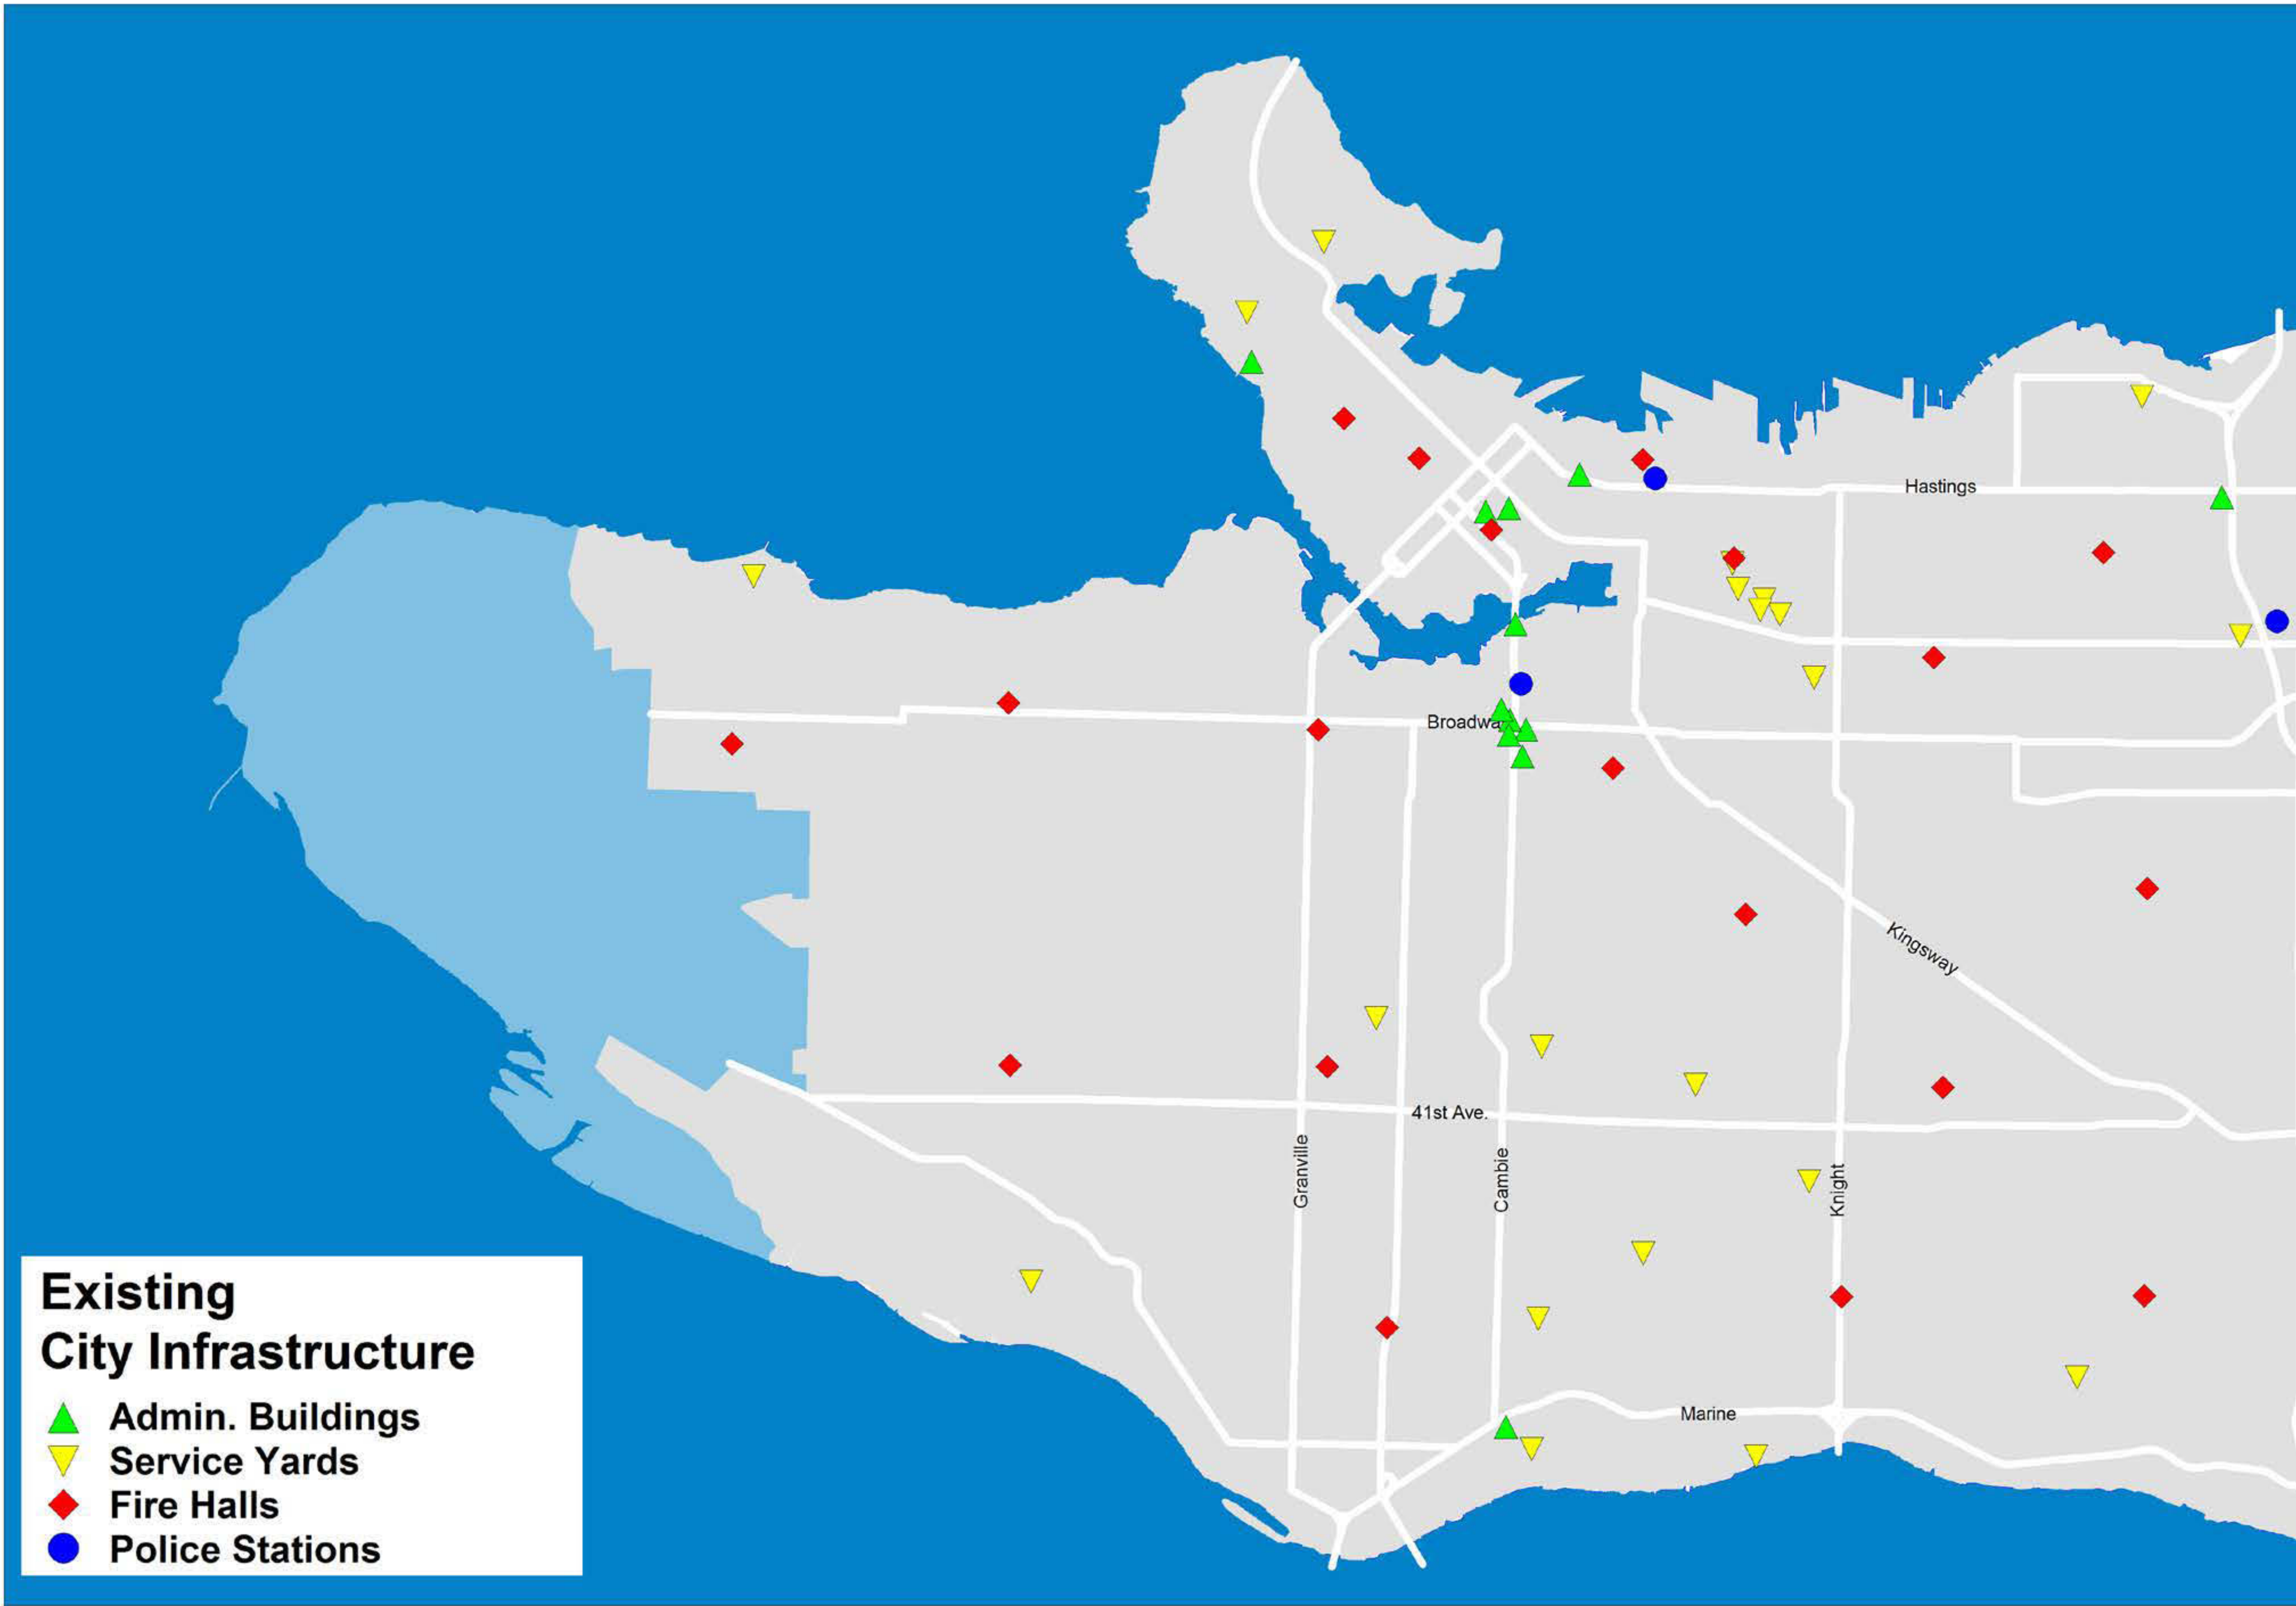 Hastings
Broadwa
Kingsway
41st Ave.
Granville
Cambie
Knight
Marine
Existing
City Infrastructure
Admin. Buildings
Service Yards
Fire Halls
Police Stations